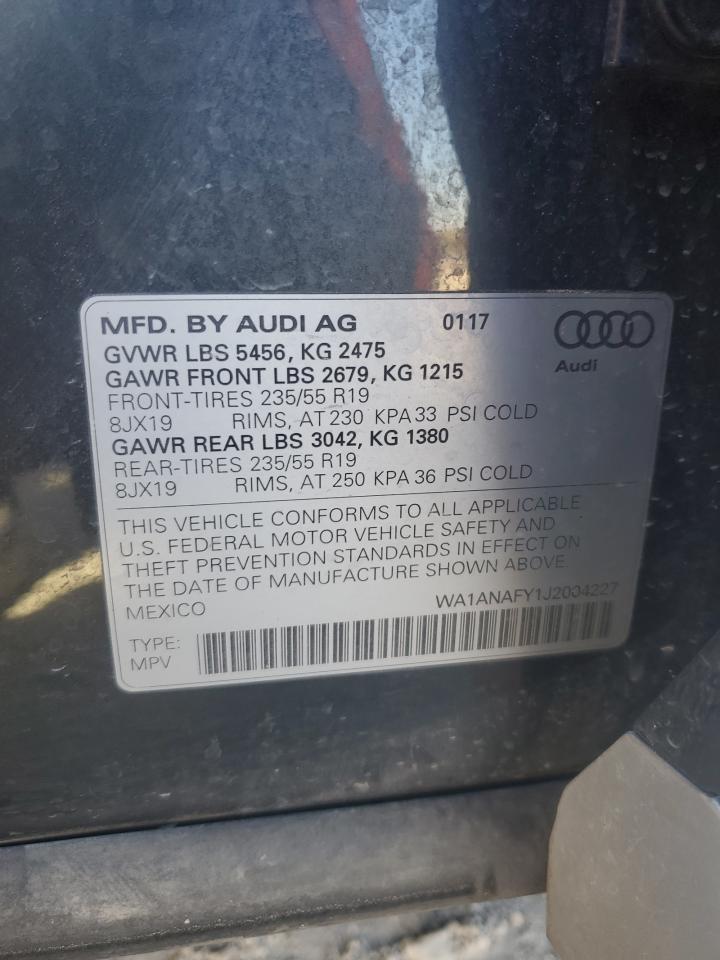 MFD. BY AUDI AG 0117
GVWR LBS 5456, KG 2475
GAWR FRONT LBS 2679, KG 1215
Audi
FRONT-TIRES 235/55 R19
8JX19 RIMS, AT 230 KPA 33 PSI COLD
GAWR REAR LBS 3042, KG 1380
REAR-TIRES 235/55 R19
8JX19 RIMS, AT 250 KPA 36 PSI COLD
THIS VEHICLE CONFORMS TO ALL APPLICABLE
U.S. FEDERAL MOTOR VEHICLE SAFETY AND
THEFT PREVENTION STANDARDS IN EFFECT ON
THE DATE OF MANUFACTURE SHOWN ABOVE.
MEXICO WA1ANAFY1J2004227
TYPE:
MPV